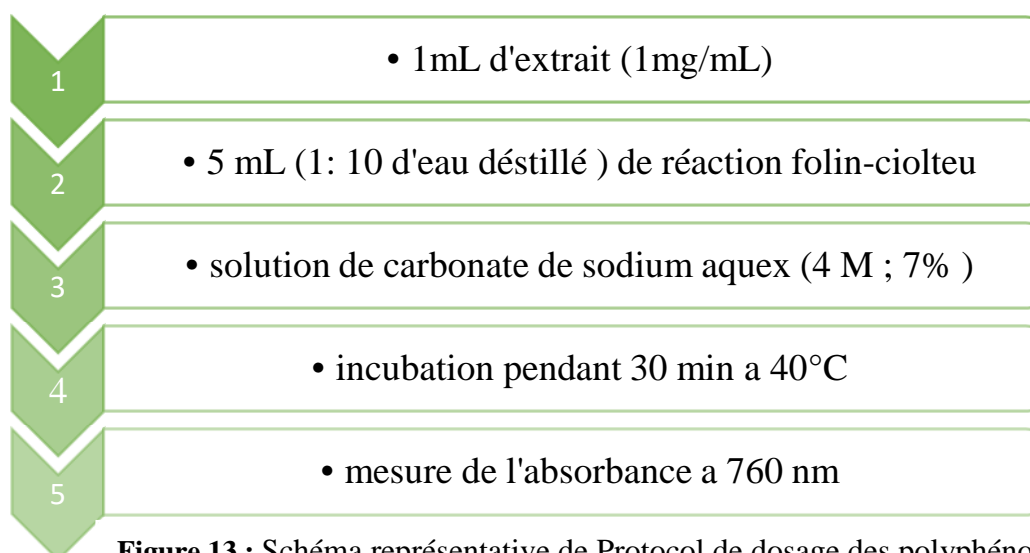 1
• 1mL d'extrait (1mg/mL)
2
• 5 mL (1: 10 d'eau déstillé ) de réaction folin-ciolteu
3
• solution de carbonate de sodium aquex (4 M ; 7% )
4
• incubation pendant 30 min a 40°C
5
• mesure de l'absorbance a 760 nm
Figure 13 : Schéma représentative de Protocol de dosage des